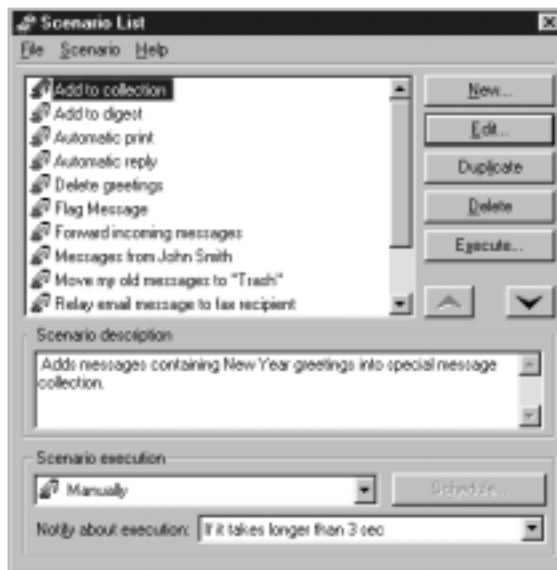 Scenario List
File Scenario Help
Add to collection
Add to digest
Automatic print
Automatic reply
Delete greetings
Flag Message
Forward incoming messages
Messages from John Smith
Move my old messages to "Trash"
Relay email message to fax recipient
New...
Edit...
Duplicate
Delete
Execute...
Scenario description
Adds messages containing New Year greetings into special message
collection.
Scenario execution
Manually
Schedule...
Notify about execution: If it takes longer than 3 sec